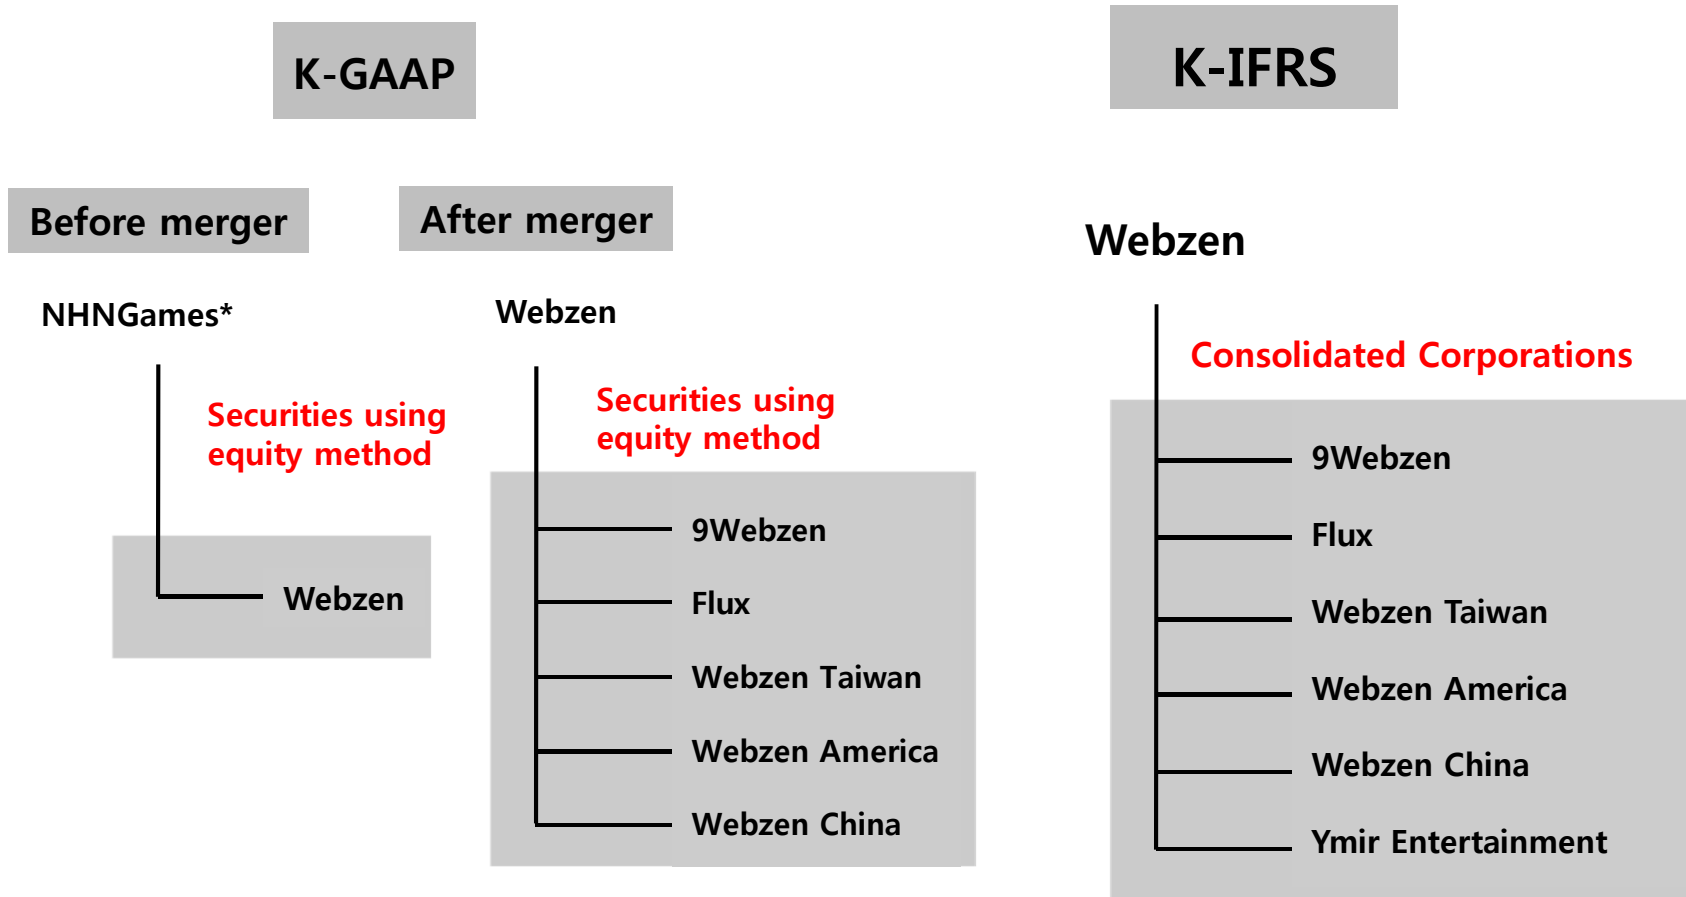 K-GAAP
K-IFRS
Before merger
After merger
NHNGames*
Securities using
equity method
Webzen
Webzen
Securities using
equity method
9Webzen
Flux
Webzen Taiwan
Webzen America
Webzen China
Webzen
Consolidated Corporations
9Webzen
Flux
Webzen Taiwan
Webzen America
Webzen China
Ymir Entertainment